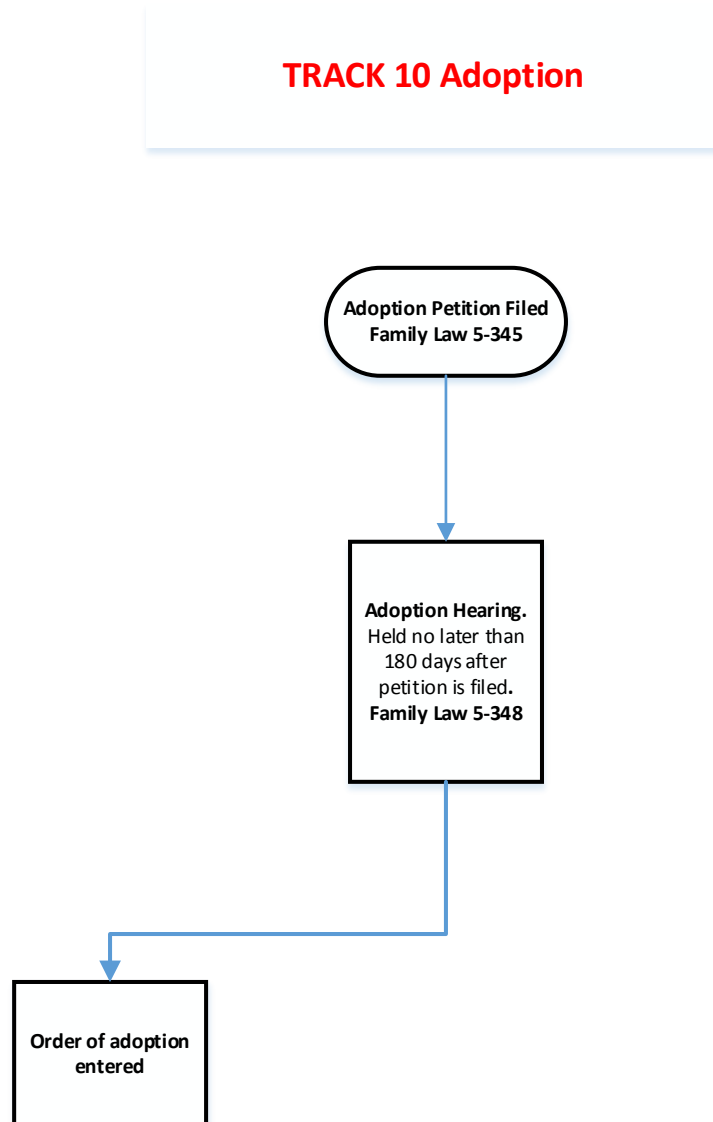 TRACK 10 Adoption
Adoption Petition Filed
Family Law 5-345
Adoption Hearing.
Held no later than
180 days after
petition is filed.
Family Law 5-348
Order of adoption
entered